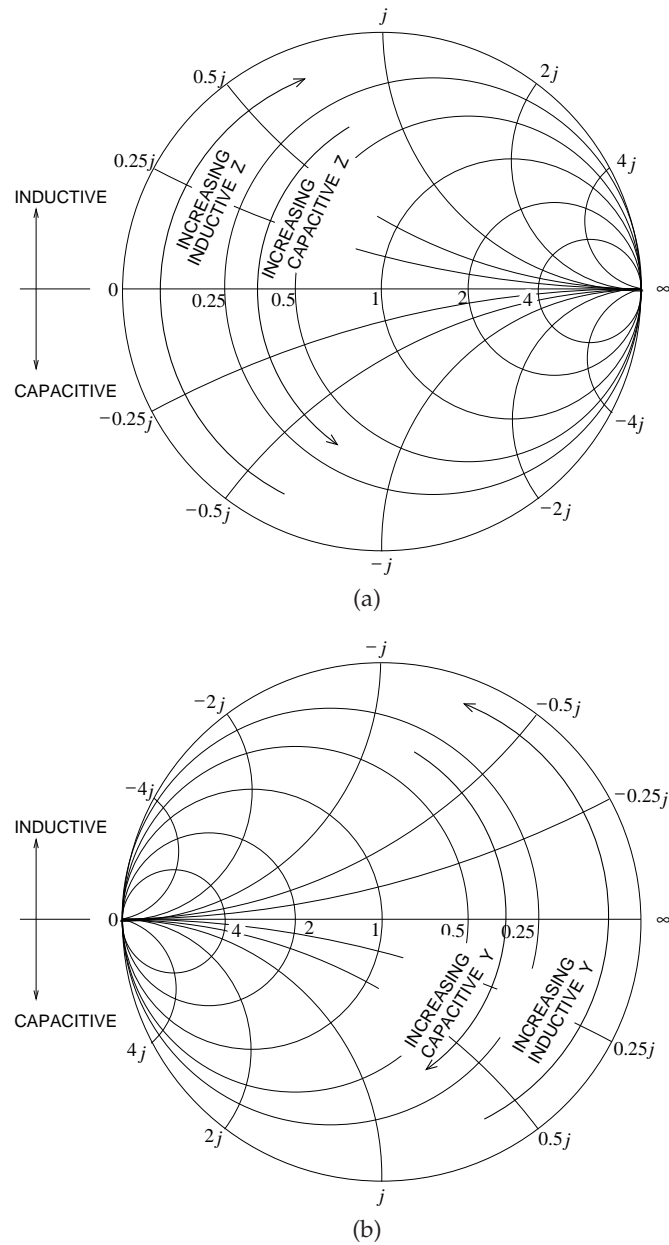 j
0.5j
2j
0.25j
4j
INCREASING
INDUCTIVE Z
INCREASING
CAPACITIVE Z
INDUCTIVE
0
0.25
0.5
1
2
4
∞
CAPACITIVE
−0.25j
−4j
−0.5j
−2j
−j
(a)
−j
−2j
−0.5j
−4j
−0.25j
INDUCTIVE
0
4
2
1
0.5
0.25
∞
INCREASING
CAPACITIVE Y
INCREASING
INDUCTIVE Y
CAPACITIVE
4j
0.25j
2j
0.5j
j
(b)